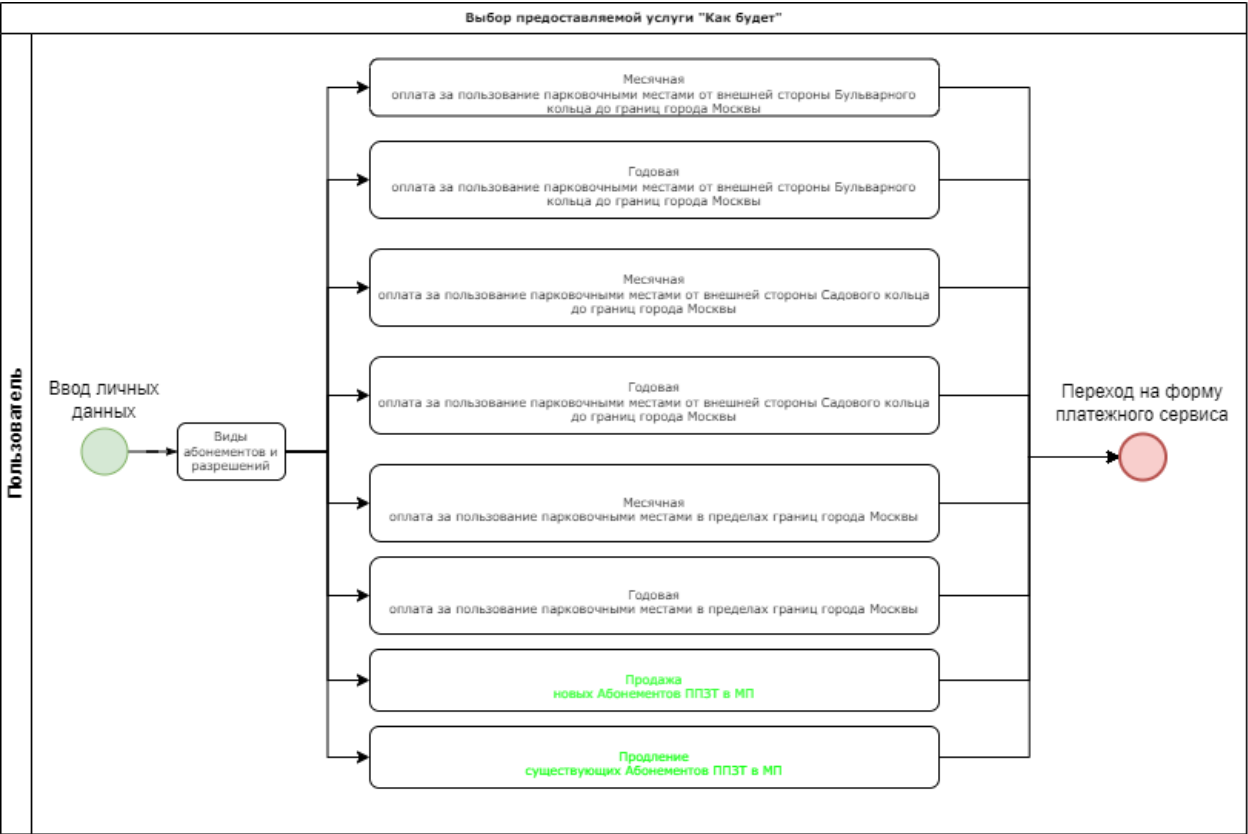 Выбор предоставляемой услуги "Как будет"
Пользователь
Ввод личных
данных
Виды
абонементов и
разрешений
Месячная
оплата за пользование парковочными местами от внешней стороны Бульварного
кольца до границ города Москвы
Годовая
оплата за пользование парковочными местами от внешней стороны Бульварного
кольца до границ города Москвы
Месячная
оплата за пользование парковочными местами от внешней стороны Садового кольца
до границ города Москвы
Годовая
оплата за пользование парковочными местами от внешней стороны Садового кольца
до границ города Москвы
Месячная
оплата за пользование парковочными местами в пределах границ города Москвы
Годовая
оплата за пользование парковочными местами в пределах границ города Москвы
Продажа
новых Абонементов ППЗТ в МП
Продление
существующих Абонементов ППЗТ в МП
Переход на форму
платежного сервиса